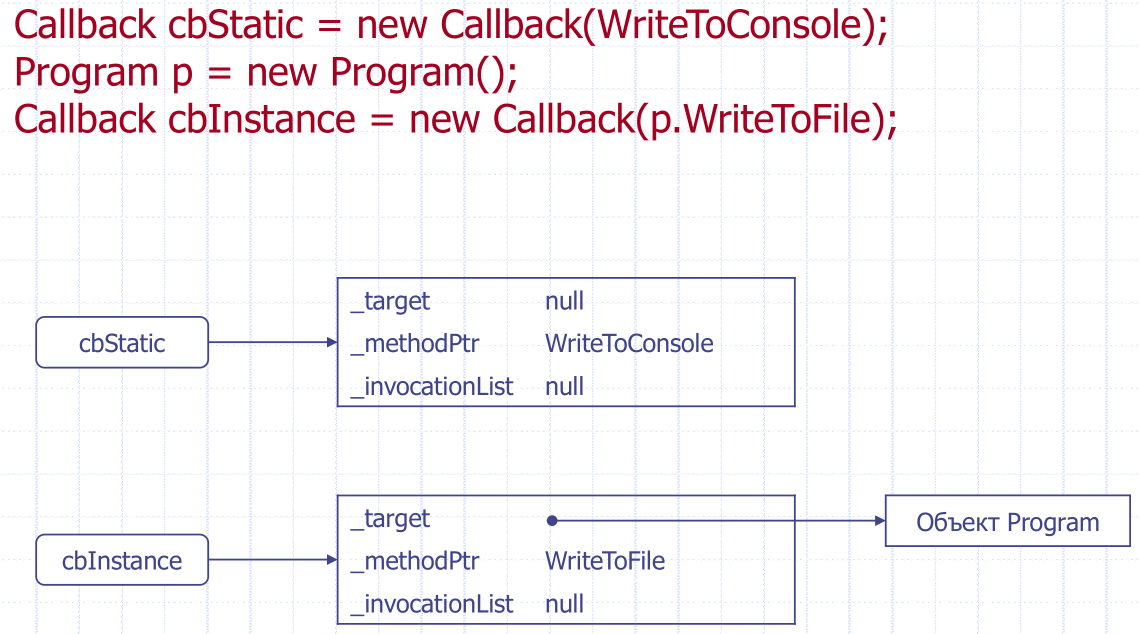 Callback cbStatic = new Callback(WriteToConsole);
Program p = new Program();
Callback cbInstance = new Callback(p.WriteToFile);
_target null
cbStatic _methodPtr WriteToConsole
_invocationList null
_target Объект Program
cbInstance _methodPtr WriteToFile
_invocationList null